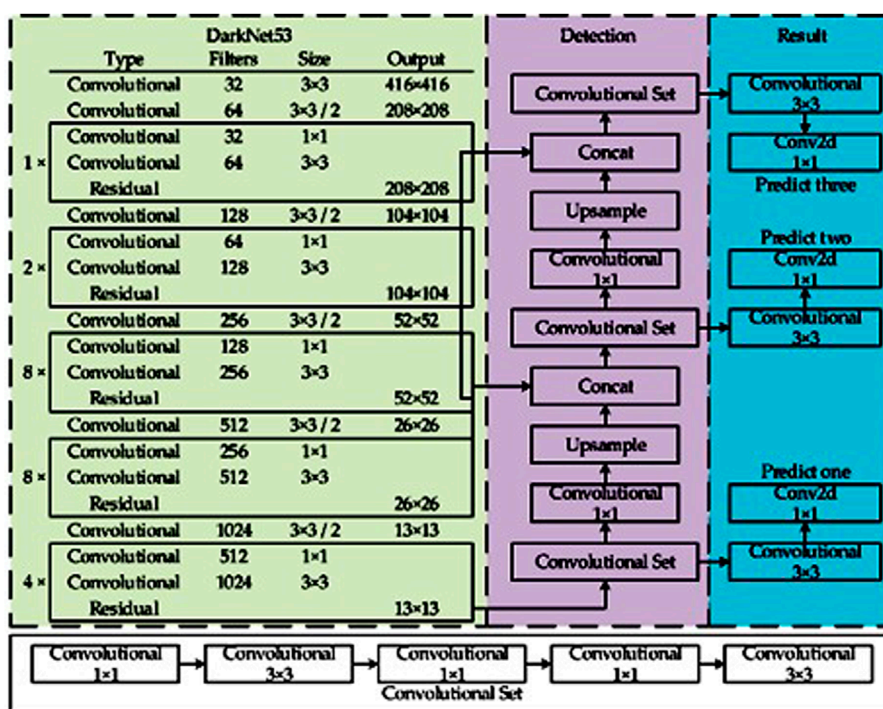 DarkNet53
Type Filters Size Output
Convolutional 32 3×3 416×416
Convolutional 64 3×3 / 2 208×208
1 ×
Convolutional 32 1×1
Convolutional 64 3×3
Residual 208×208
Convolutional 128 3×3 / 2 104×104
2 ×
Convolutional 64 1×1
Convolutional 128 3×3
Residual 104×104
Convolutional 256 3×3 / 2 52×52
8 ×
Convolutional 128 1×1
Convolutional 256 3×3
Residual 52×52
Convolutional 512 3×3 / 2 26×26
8 ×
Convolutional 256 1×1
Convolutional 512 3×3
Residual 26×26
Convolutional 1024 3×3 / 2 13×13
4 ×
Convolutional 512 1×1
Convolutional 1024 3×3
Residual 13×13
Detection
Convolutional Set
Concat
Upsample
Convolutional
1×1
Convolutional Set
Concat
Upsample
Convolutional
1×1
Convolutional Set
Result
Convolutional
3×3
Conv2d
1×1
Predict three
Predict two
Conv2d
1×1
Convolutional
3×3
Predict one
Conv2d
1×1
Convolutional
3×3
Convolutional
1×1
Convolutional
3×3
Convolutional
1×1
Convolutional
1×1
Convolutional
3×3
Convolutional Set